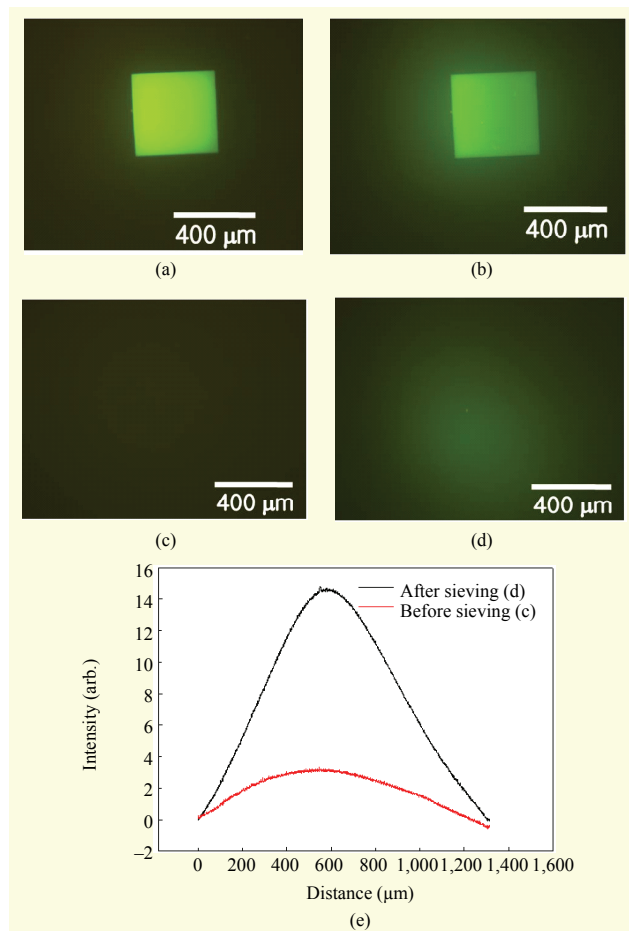 400 μm
400 μm
(a)
(b)
400 μm
400 μm
(c)
(d)
16
14
12
10
8
6
4
2
0
−2
After sieving (d)
Before sieving (c)
Intensity (arb.)
0 200 400 600 800 1,000 1,200 1,400 1,600
Distance (μm)
(e)